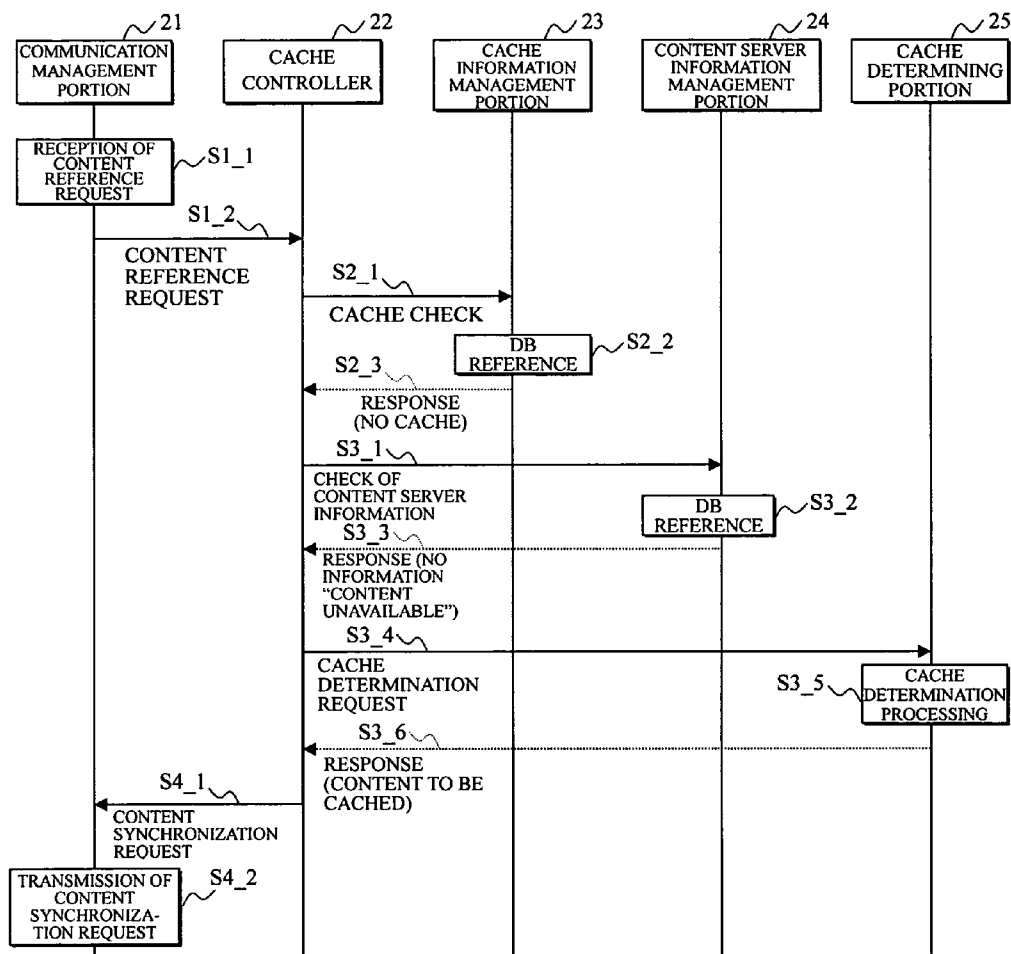 21
22
23
24
25
COMMUNICATION
MANAGEMENT
PORTION
CACHE
CONTROLLER
CACHE
INFORMATION
MANAGEMENT
PORTION
CONTENT SERVER
INFORMATION
MANAGEMENT
PORTION
CACHE
DETERMINING
PORTION
RECEPTION OF
CONTENT
REFERENCE
REQUEST
S1_1
S1_2
CONTENT
REFERENCE
REQUEST
S2_1
CACHE CHECK
DB
REFERENCE
S2_2
S2_3
RESPONSE
(NO CACHE)
S3_1
CHECK OF
CONTENT SERVER
INFORMATION
DB
REFERENCE
S3_2
S3_3
RESPONSE (NO
INFORMATION
“CONTENT
UNAVAILABLE”)
S3_4
CACHE
DETERMINATION
REQUEST
S3_5
CACHE
DETERMINATION
PROCESSING
S3_6
RESPONSE
(CONTENT TO BE
CACHED)
S4_1
CONTENT
SYNCHRONIZATION
REQUEST
TRANSMISSION OF
CONTENT
SYNCHRONIZA-
TION REQUEST
S4_2